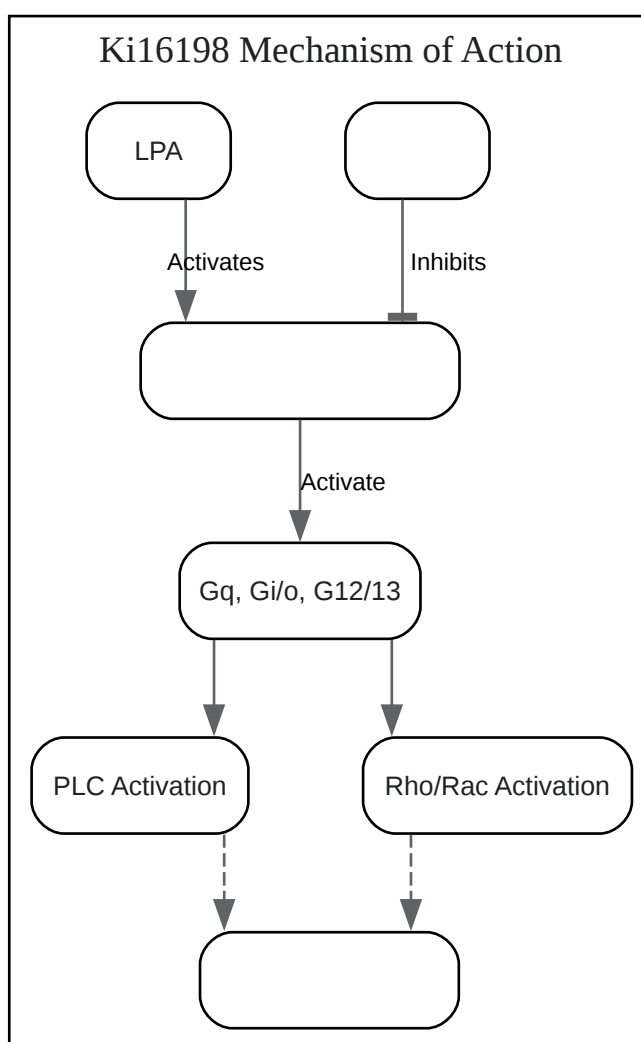 Ki16198 Mechanism of Action
LPA
Activates
Inhibits
Activate
Gq, Gi/o, G12/13
PLC Activation
Rho/Rac Activation